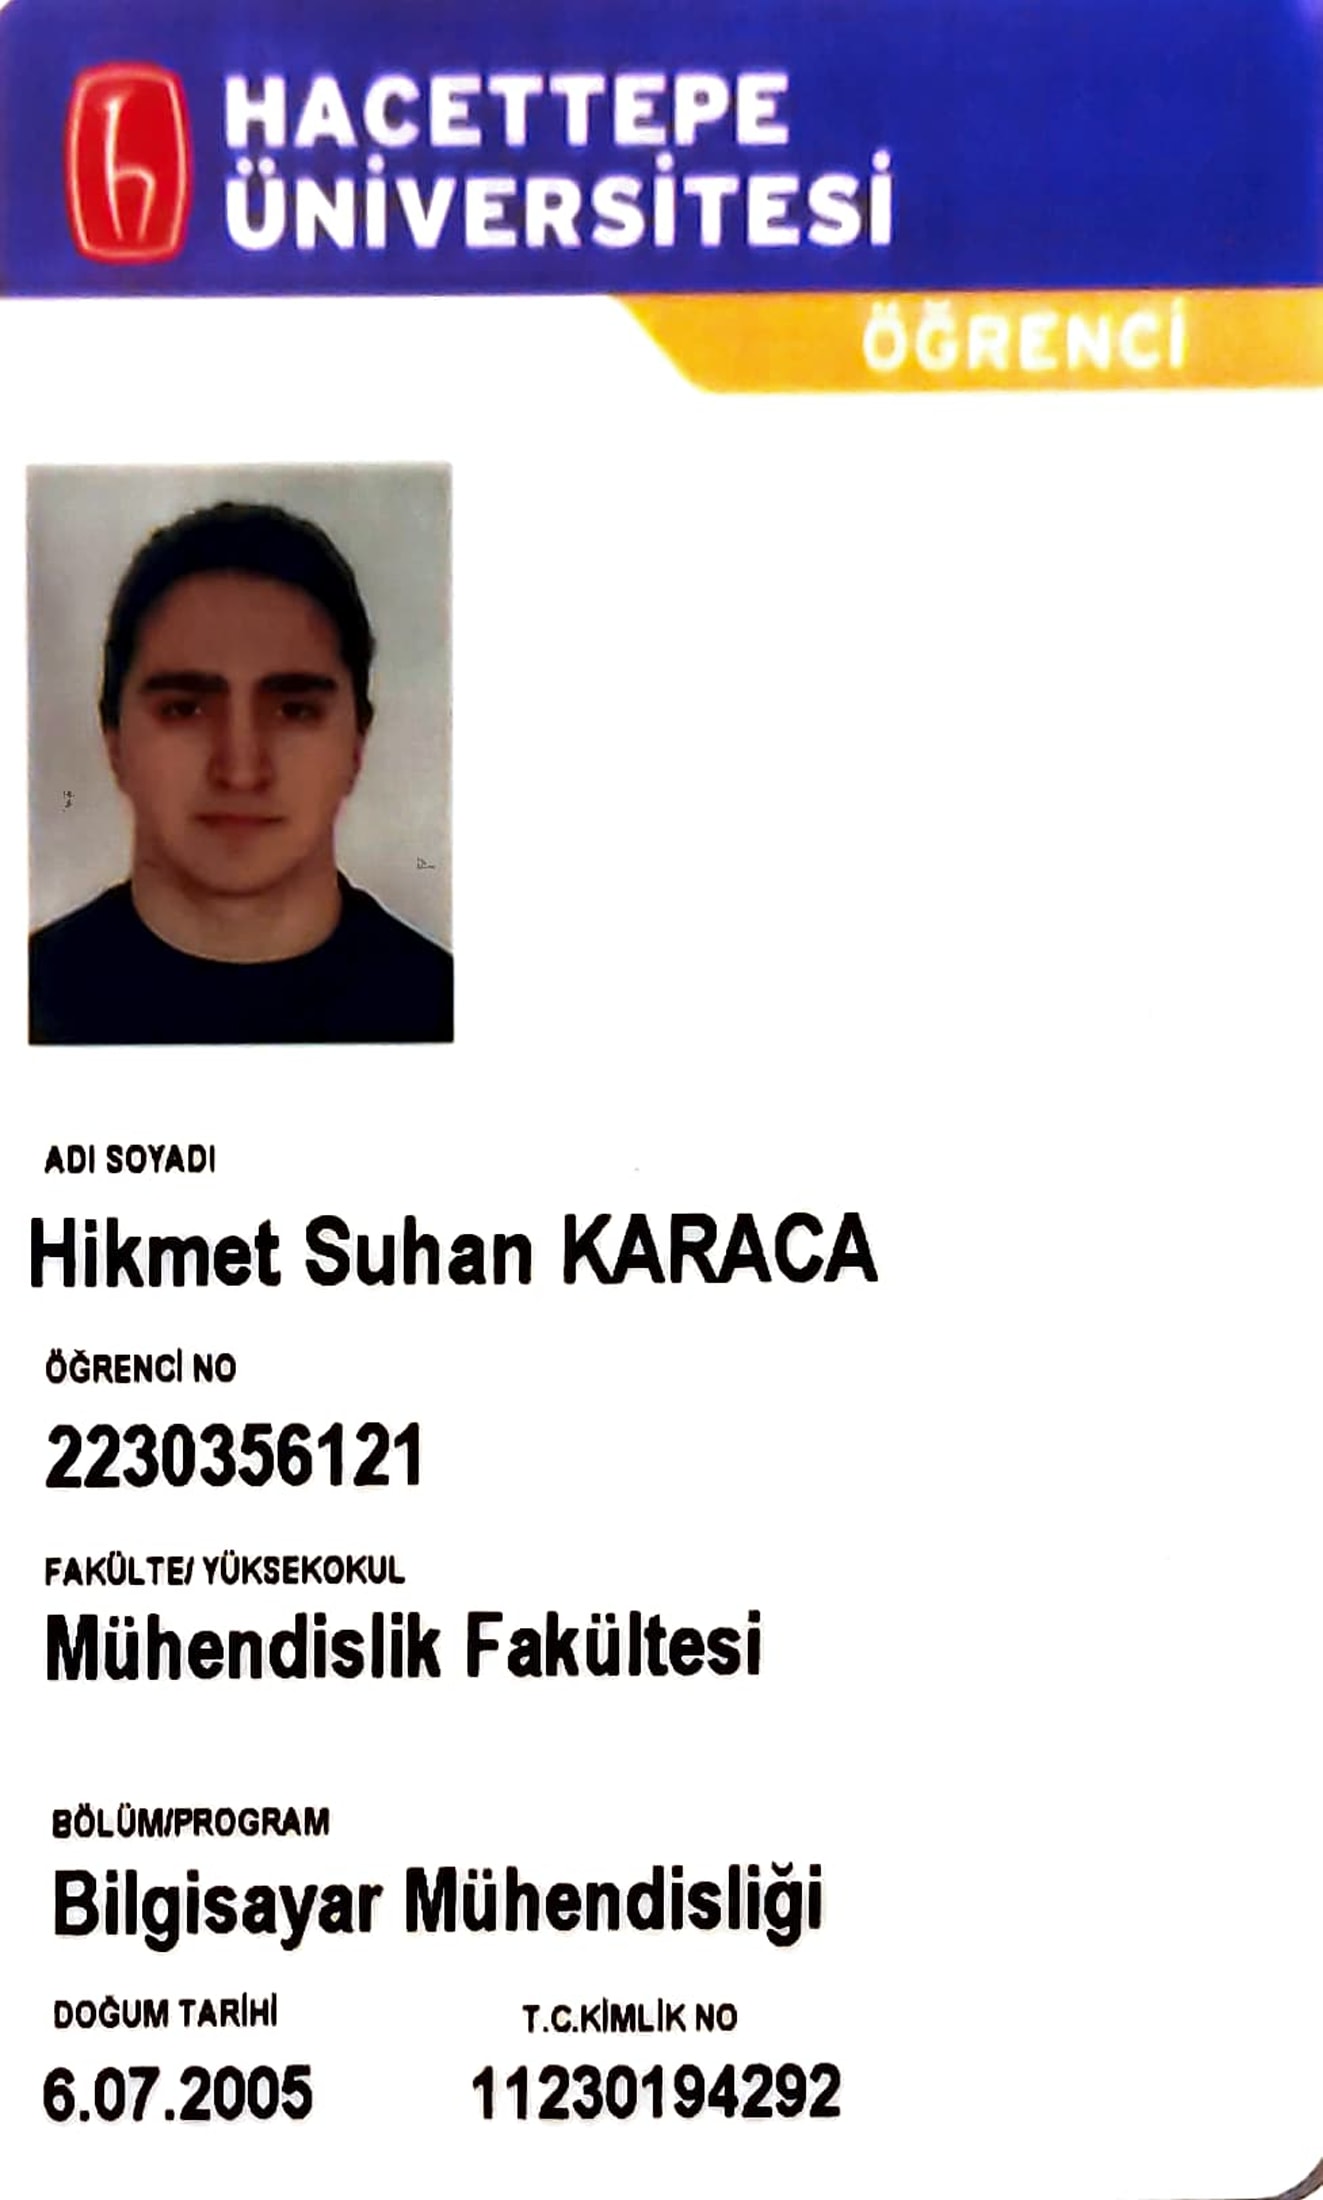 HACETTEPE
ÜNİVERSİTESİ
ÖĞRENCİ
ADI SOYADI
Hikmet Suhan KARACA
ÖĞRENCİ NO
2230356121
FAKÜLTE/ YÜKSEKOKUL
Mühendislik Fakültesi
BÖLÜM/PROGRAM
Bilgisayar Mühendisliği
DOĞUM TARİHİ T.C.KİMLİK NO
6.07.2005 11230194292